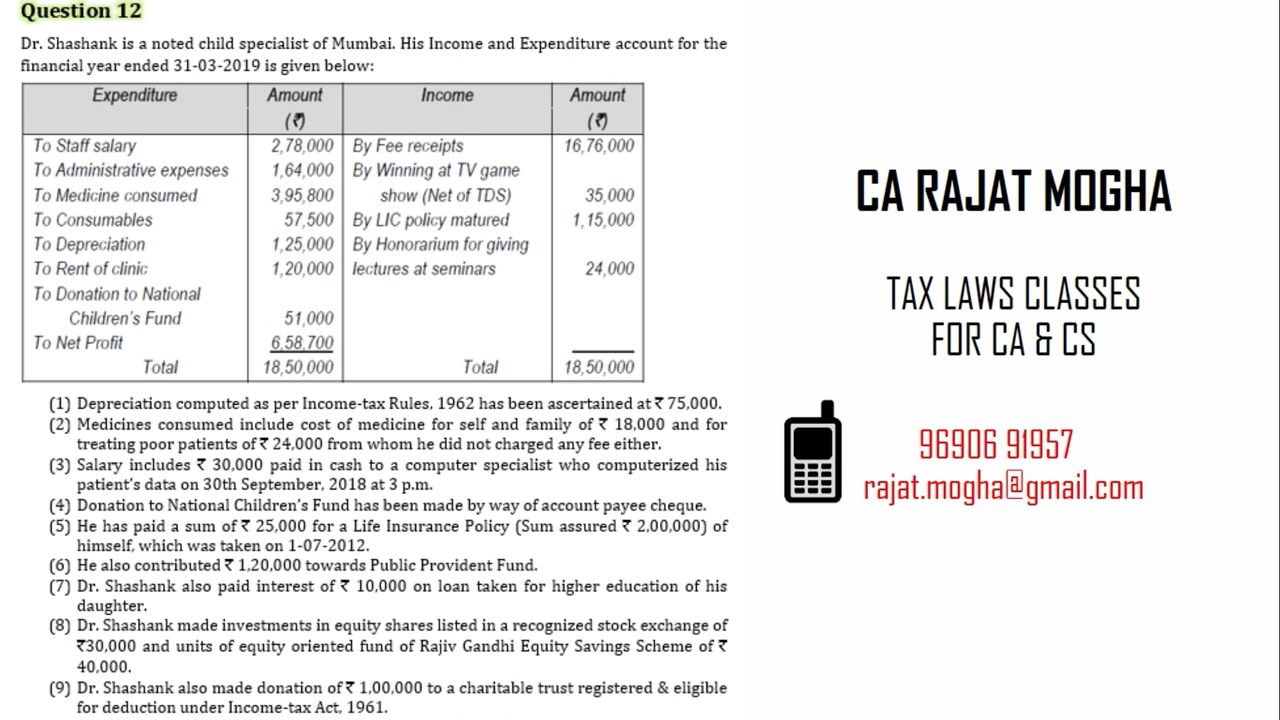 Question 12
Dr. Shashank is a noted child specialist of Mumbai. His Income and Expenditure account for the
financial year ended 31-03-2019 is given below:
Expenditure Amount Income Amount
(₹) (₹)
To Staff salary 2,78,000 By Fee receipts 16,76,000
To Administrative expenses 1,64,000 By Winning at TV game
To Medicine consumed 3,95,800 show (Net of TDS) 35,000
To Consumables 57,500 By LIC policy matured 1,15,000
To Depreciation 1,25,000 By Honorarium for giving
To Rent of clinic 1,20,000 lectures at seminars 24,000
To Donation to National
Children's Fund 51,000
To Net Profit 6,58,700
Total 18,50,000 Total 18,50,000
(1) Depreciation computed as per Income-tax Rules, 1962 has been ascertained at ₹ 75,000.
(2) Medicines consumed include cost of medicine for self and family of ₹ 18,000 and for
treating poor patients of ₹ 24,000 from whom he did not charged any fee either.
(3) Salary includes ₹ 30,000 paid in cash to a computer specialist who computerized his
patient's data on 30th September, 2018 at 3 p.m.
(4) Donation to National Children's Fund has been made by way of account payee cheque.
(5) He has paid a sum of ₹ 25,000 for a Life Insurance Policy (Sum assured ₹ 2,00,000) of
himself, which was taken on 1-07-2012.
(6) He also contributed ₹ 1,20,000 towards Public Provident Fund.
(7) Dr. Shashank also paid interest of ₹ 10,000 on loan taken for higher education of his
daughter.
(8) Dr. Shashank made investments in equity shares listed in a recognized stock exchange of
₹30,000 and units of equity oriented fund of Rajiv Gandhi Equity Savings Scheme of ₹
40,000.
(9) Dr. Shashank also made donation of ₹ 1,00,000 to a charitable trust registered & eligible
for deduction under Income-tax Act, 1961.
CA RAJAT MOGHA
TAX LAWS CLASSES
FOR CA & CS
96906 91957
rajat.mogha@gmail.com